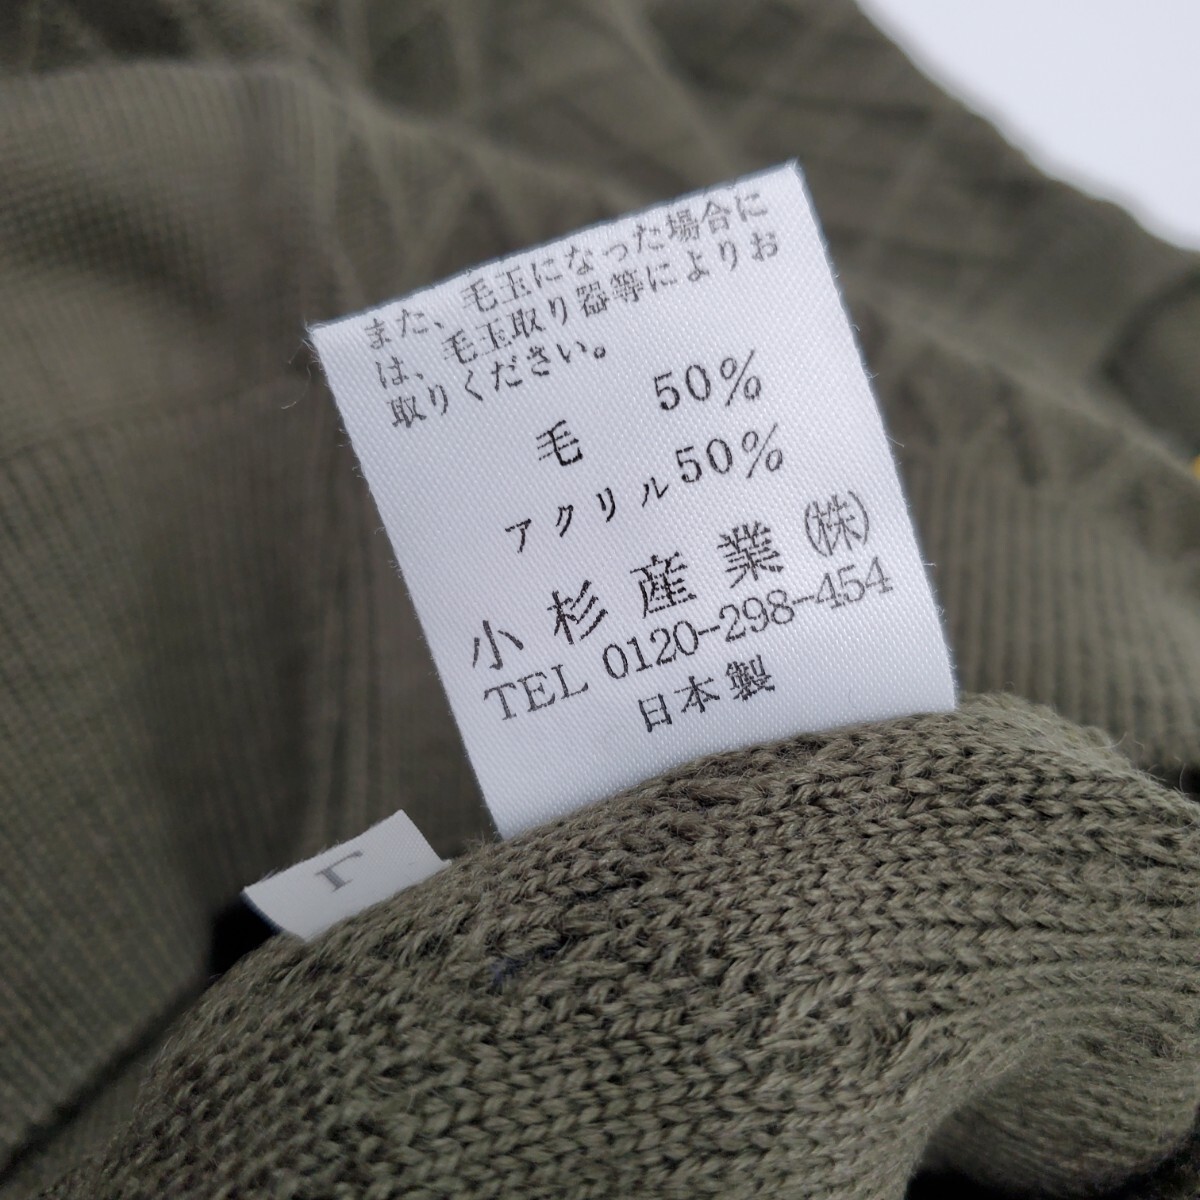 また、毛玉になった場合に
は、毛玉取り器等によりお
取りください。
毛 50%
アクリル50%
小杉産業(株)
TEL 0120-298-454
日本製
L